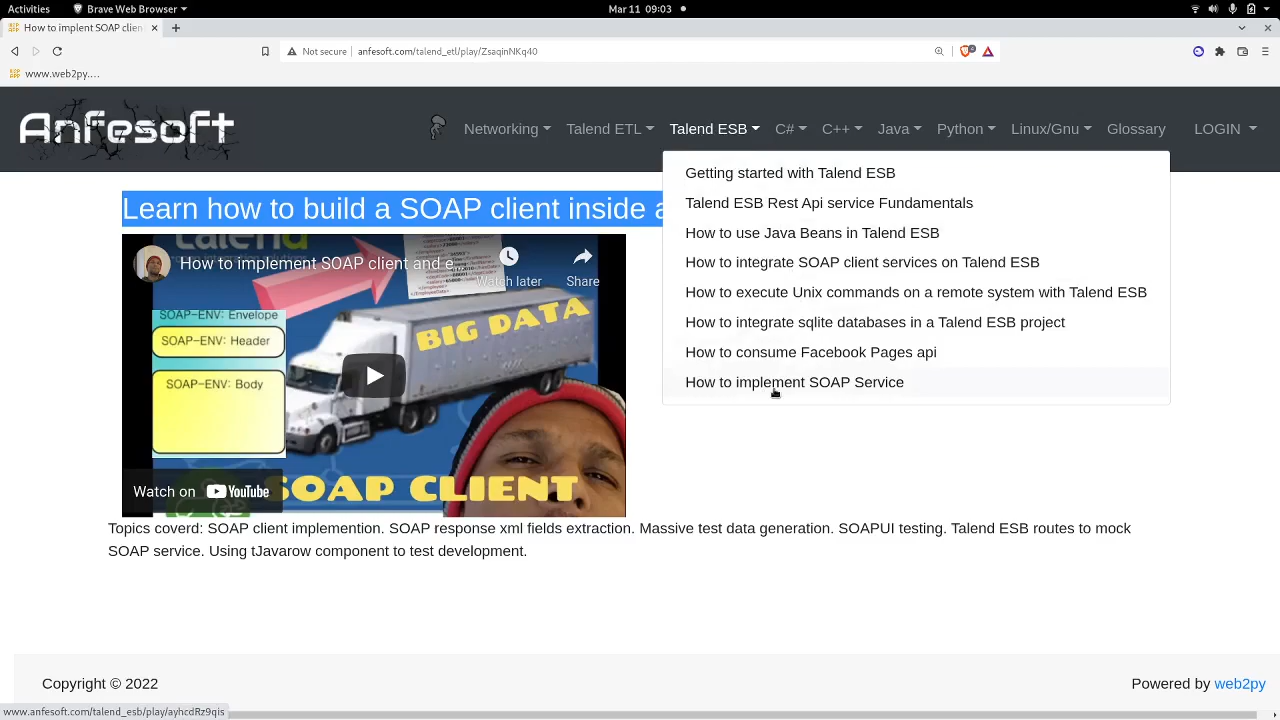 Activities
Brave Web Browser
Mar 11 09:03
How to implent SOAP clien
Not secure
anfesoft.com/talend_etl/play/ZsaqinNKq40
www.web2py....
Anfesoft
Networking
Talend ETL
Talend ESB
C#
C++
Java
Python
Linux/Gnu
Glossary
LOGIN
Getting started with Talend ESB
Talend ESB Rest Api service Fundamentals
How to use Java Beans in Talend ESB
How to integrate SOAP client services on Talend ESB
How to execute Unix commands on a remote system with Talend ESB
How to integrate sqlite databases in a Talend ESB project
How to consume Facebook Pages api
How to implement SOAP Service
Learn how to build a SOAP client inside a
talend
How to implement SOAP client and e
Watch later
Share
SOAP-ENV: Envelope
SOAP-ENV: Header
SOAP-ENV: Body
BIG DATA
Watch on YouTube
SOAP CLIENT
Topics coverd: SOAP client implemention. SOAP response xml fields extraction. Massive test data generation. SOAPUI testing. Talend ESB routes to mock
SOAP service. Using tJavarow component to test development.
Copyright © 2022
Powered by web2py
www.anfesoft.com/talend_esb/play/ayhcdRz9qis